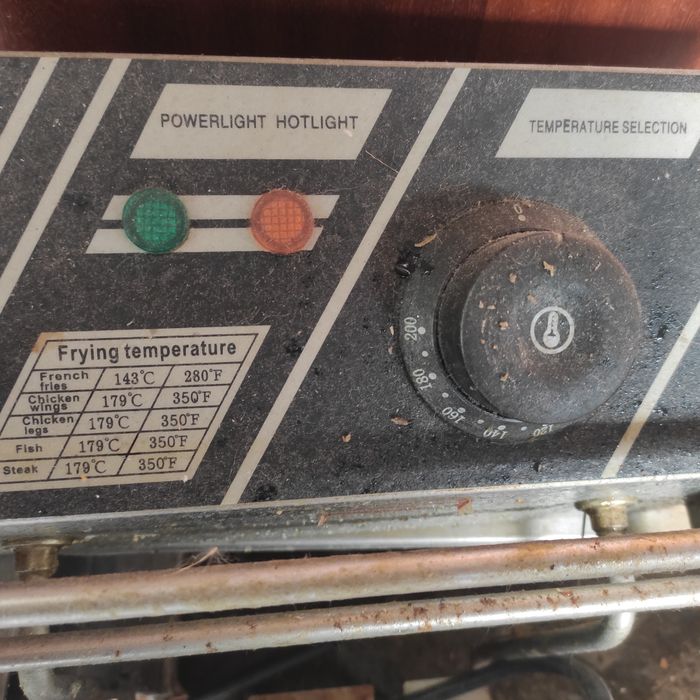 POWERLIGHT HOTLIGHT
TEMPERATURE SELECTION
0
200
180
160
140
120
Frying temperature
French fries 143℃ 280℉
Chicken wings 179℃ 350℉
Chicken legs 179℃ 350℉
Fish 179℃ 350℉
Steak 179℃ 350℉